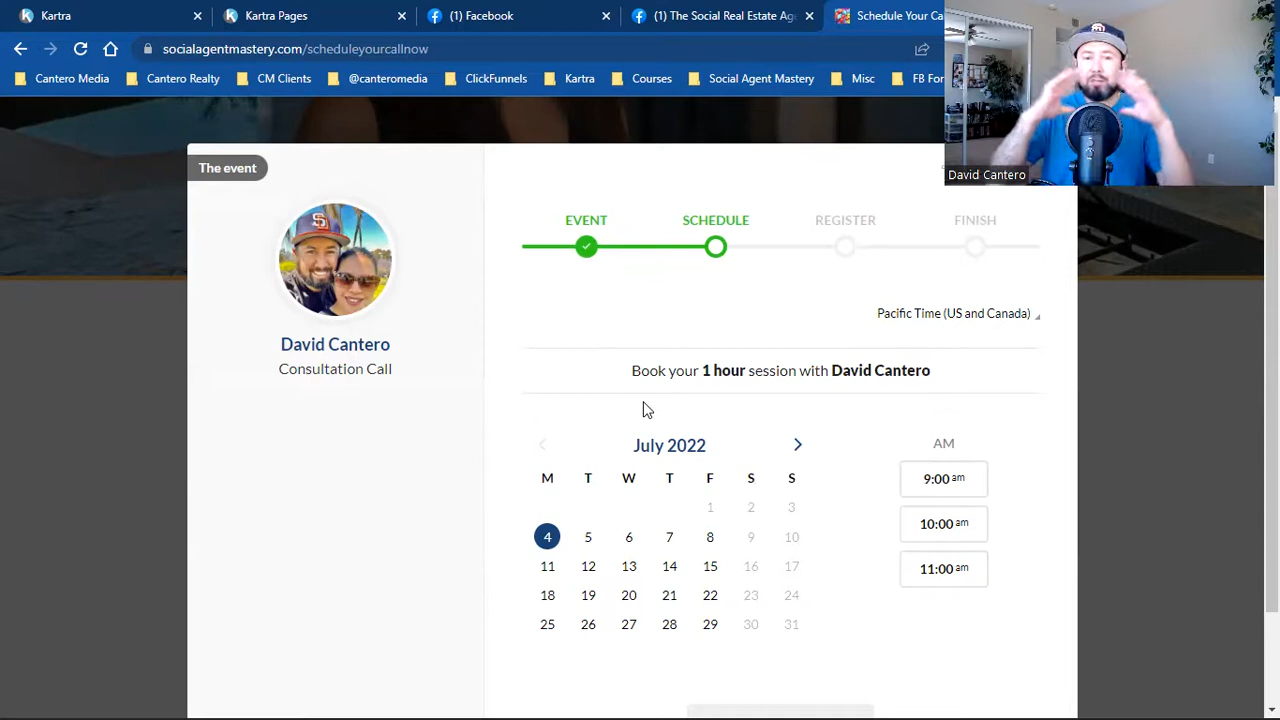 Kartra
Kartra Pages
(1) Facebook
(1) The Social Real Estate Ag
Schedule Your Ca
socialagentmastery.com/scheduleyourcallnow
Cantero Media
Cantero Realty
CM Clients
@canteromedia
ClickFunnels
Kartra
Courses
Social Agent Mastery
Misc
FB For
David Cantero
The event
David Cantero
Consultation Call
EVENT SCHEDULE REGISTER FINISH
Pacific Time (US and Canada)
Book your 1 hour session with David Cantero
July 2022
M T W T F S S
1 2 3
4 5 6 7 8 9 10
11 12 13 14 15 16 17
18 19 20 21 22 23 24
25 26 27 28 29 30 31
AM
9:00 am
10:00 am
11:00 am